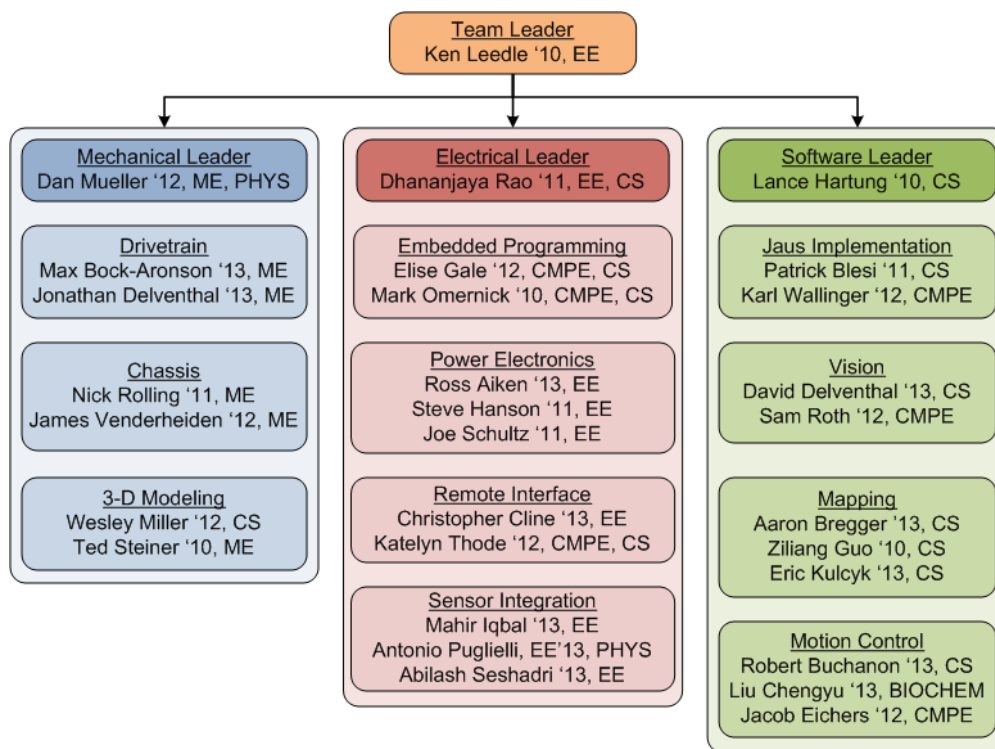 Team Leader
Ken Leedle ‘10, EE
Mechanical Leader
Dan Mueller ‘12, ME, PHYS
Drivetrain
Max Bock-Aronson ‘13, ME
Jonathan Delventhal ‘13, ME
Chassis
Nick Rolling ‘11, ME
James Venderheiden ‘12, ME
3-D Modeling
Wesley Miller ‘12, CS
Ted Steiner ‘10, ME
Electrical Leader
Dhananjaya Rao ‘11, EE, CS
Embedded Programming
Elise Gale ‘12, CMPE, CS
Mark Omernick ‘10, CMPE, CS
Power Electronics
Ross Aiken ‘13, EE
Steve Hanson ‘11, EE
Joe Schultz ‘11, EE
Remote Interface
Christopher Cline ‘13, EE
Katelyn Thode ‘12, CMPE, CS
Sensor Integration
Mahir Iqbal ‘13, EE
Antonio Puglielli, EE’13, PHYS
Abilash Seshadri ‘13, EE
Software Leader
Lance Hartung ‘10, CS
Jaus Implementation
Patrick Blesi ‘11, CS
Karl Wallinger ‘12, CMPE
Vision
David Delventhal ‘13, CS
Sam Roth ‘12, CMPE
Mapping
Aaron Bregger ‘13, CS
Ziliang Guo ‘10, CS
Eric Kulcyk ‘13, CS
Motion Control
Robert Buchanon ‘13, CS
Liu Chengyu ‘13, BIOCHEM
Jacob Eichers ‘12, CMPE